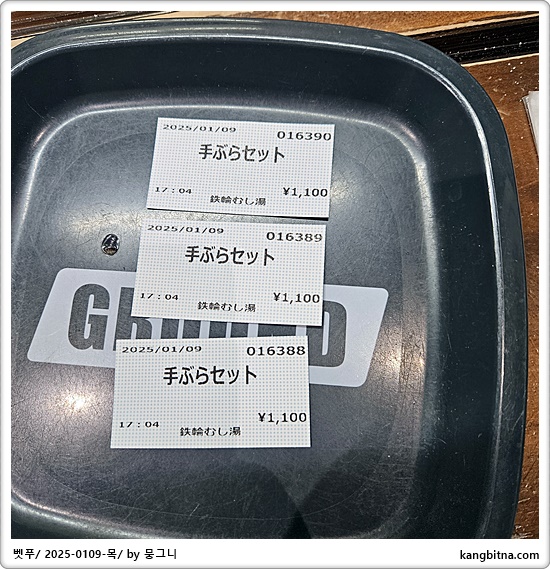 2025/01/09 016390
手ぶらセット
17:04 ¥1,100
鉄輪むし湯
2025/01/09 016389
手ぶらセット
17:04 ¥1,100
鉄輪むし湯
2025/01/09 016388
手ぶらセット
17:04 ¥1,100
鉄輪むし湯
벳푸/ 2025-0109-목/ by 뭉그니
kangbitna.com